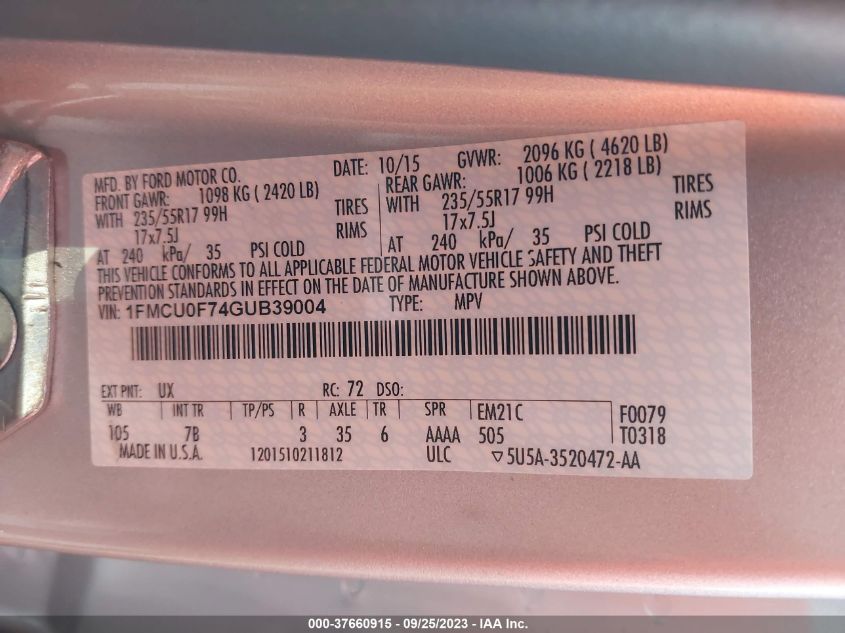 MFD. BY FORD MOTOR CO. DATE: 10/15 GVWR: 2096 KG ( 4620 LB)
FRONT GAWR: 1098 KG ( 2420 LB) REAR GAWR: 1006 KG ( 2218 LB)
WITH 235/55R17 99H TIRES WITH 235/55R17 99H TIRES
17x7.5J RIMS 17x7.5J RIMS
AT 240 kPa/ 35 PSI COLD AT 240 kPa/ 35 PSI COLD
THIS VEHICLE CONFORMS TO ALL APPLICABLE FEDERAL MOTOR VEHICLE SAFETY AND THEFT
PREVENTION STANDARDS IN EFFECT ON THE DATE OF MANUFACTURE SHOWN ABOVE.
VIN: 1FMCU0F74GUB39004 TYPE: MPV
EXT PNT: UX RC: 72 DSO:
WB INT TR TP/PS R AXLE TR SPR EM21C F0079
105 7B 3 35 6 AAAA 505 T0318
MADE IN U.S.A. 1201510211812 ULC ▽5U5A-3520472-AA
000-37660915 - 09/25/2023 - IAA Inc.